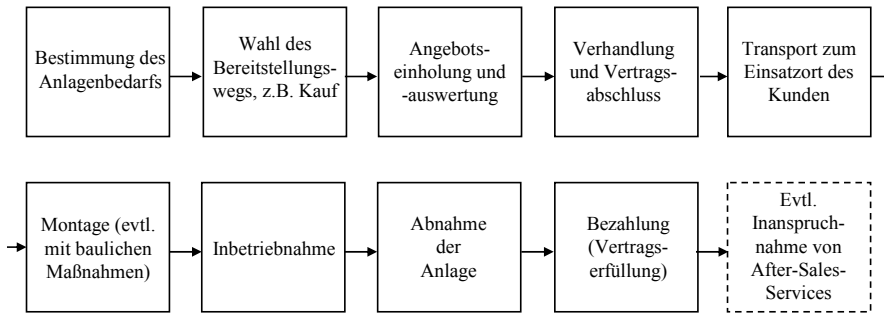 Bestimmung des
Anlagenbedarfs
Wahl des
Bereitstellungs-
wegs, z.B. Kauf
Angebots-
einholung und
-auswertung
Verhandlung
und Vertrags-
abschluss
Transport zum
Einsatzort des
Kunden
Montage (evtl.
mit baulichen
Maßnahmen)
Inbetriebnahme
Abnahme
der
Anlage
Bezahlung
(Vertrags-
erfüllung)
Evtl.
Inanspruch-
nahme von
After-Sales-
Services